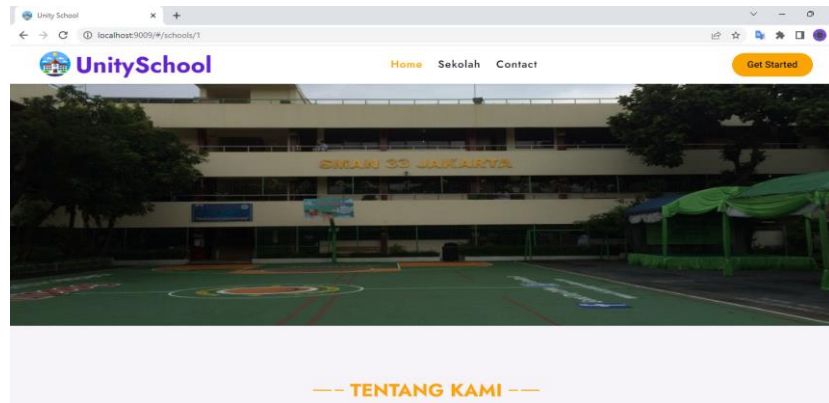 Unity School
localhost:9009/#/schools/1
UnitySchool
Home Sekolah Contact
Get Started
SMAN 33 JAKARTA
TENTANG KAMI